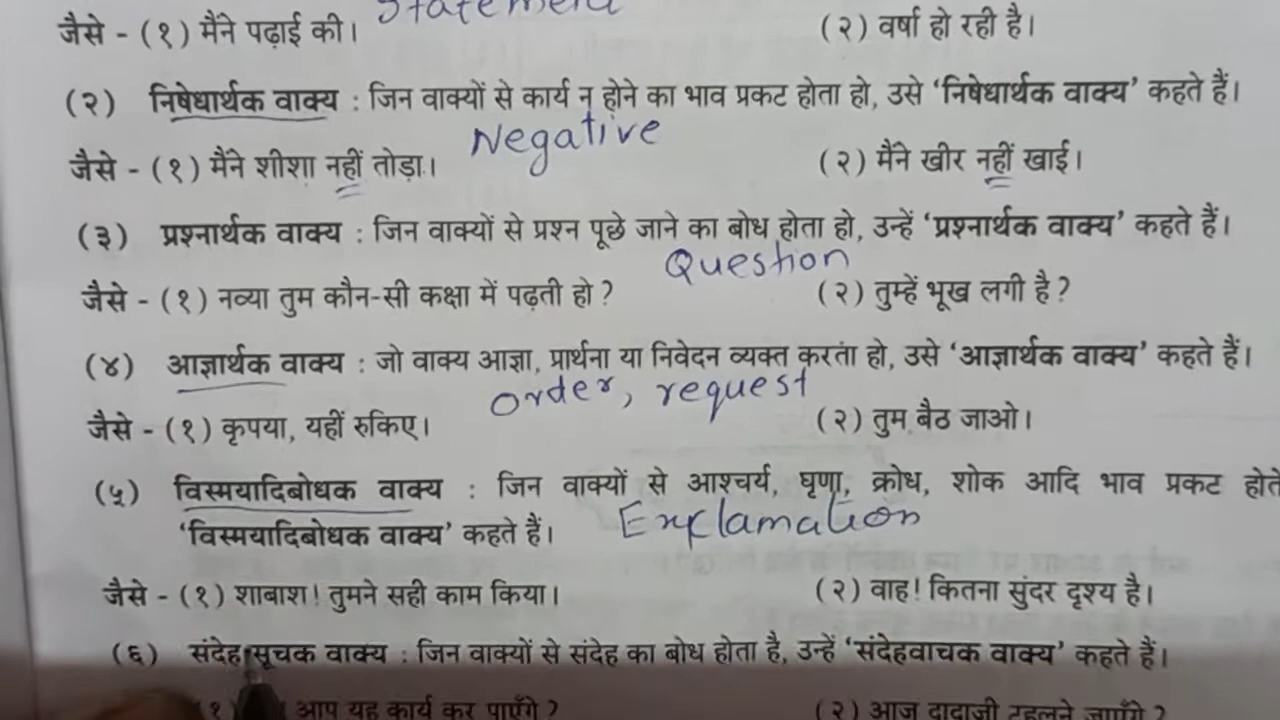 Statement
जैसे - (१) मैंने पढ़ाई की। (२) वर्षा हो रही है।
(२) निषेधार्थक वाक्य : जिन वाक्यों से कार्य न होने का भाव प्रकट होता हो, उसे ‘निषेधार्थक वाक्य’ कहते हैं।
Negative
जैसे - (१) मैंने शीशा नहीं तोड़ा। (२) मैंने खीर नहीं खाई।
(३) प्रश्नार्थक वाक्य : जिन वाक्यों से प्रश्न पूछे जाने का बोध होता हो, उन्हें ‘प्रश्नार्थक वाक्य’ कहते हैं।
Question
जैसे - (१) नव्या तुम कौन-सी कक्षा में पढ़ती हो ? (२) तुम्हें भूख लगी है ?
(४) आज्ञार्थक वाक्य : जो वाक्य आज्ञा, प्रार्थना या निवेदन व्यक्त करता हो, उसे ‘आज्ञार्थक वाक्य’ कहते हैं।
order, request
जैसे - (१) कृपया, यहीं रुकिए। (२) तुम बैठ जाओ।
(५) विस्मयादिबोधक वाक्य : जिन वाक्यों से आश्चर्य, घृणा, क्रोध, शोक आदि भाव प्रकट होते
‘विस्मयादिबोधक वाक्य’ कहते हैं। Exclamation
जैसे - (१) शाबाश! तुमने सही काम किया। (२) वाह! कितना सुंदर दृश्य है।
(६) संदेह सूचक वाक्य : जिन वाक्यों से संदेह का बोध होता है, उन्हें ‘संदेहवाचक वाक्य’ कहते हैं।
आप यह कार्य कर पाएँगे ? (२) आज दादाजी टहलने जाएँगे ?